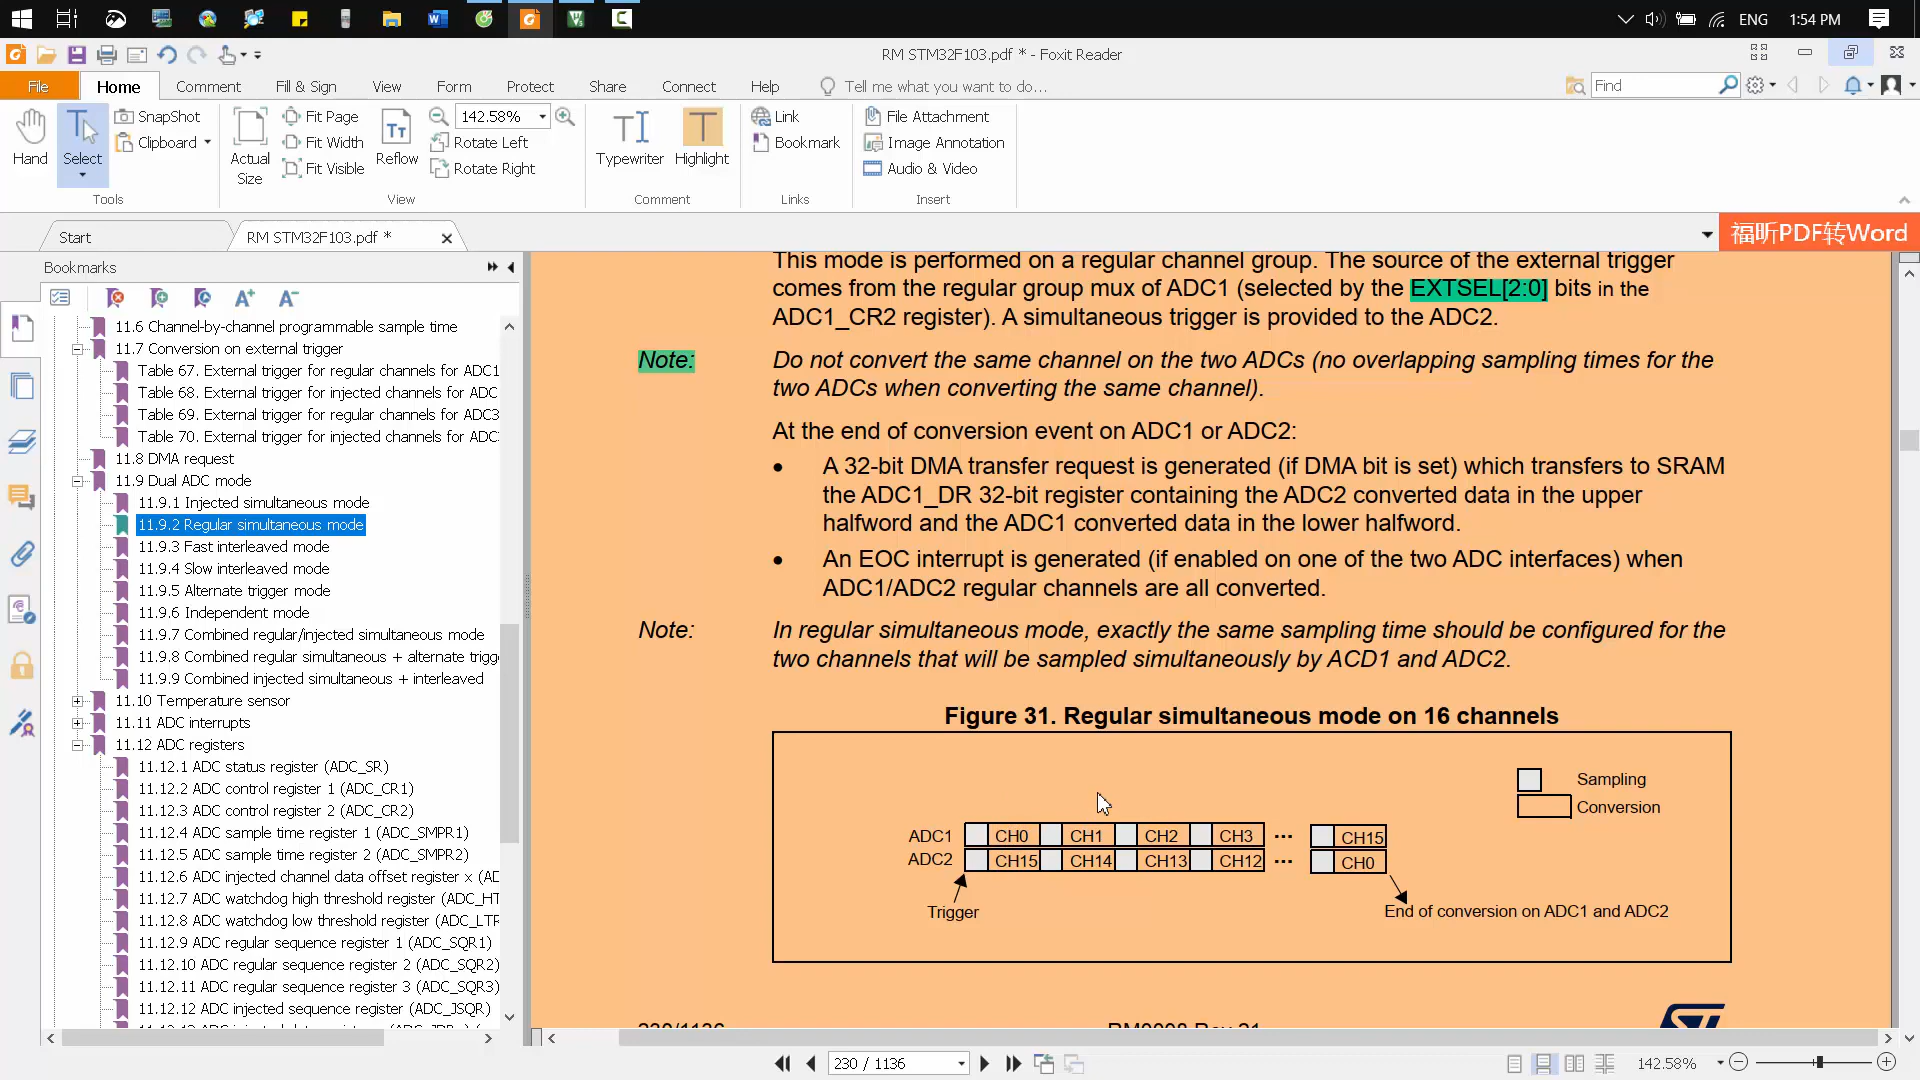 ENG
1:54 PM
RM STM32F103.pdf * - Foxit Reader
File
Home
Comment
Fill & Sign
View
Form
Protect
Share
Connect
Help
Tell me what you want to do...
Find
Hand
Select
SnapShot
Clipboard
Actual
Size
Fit Page
Fit Width
Fit Visible
Reflow
142.58%
Rotate Left
Rotate Right
Typewriter
Highlight
Link
Bookmark
File Attachment
Image Annotation
Audio & Video
Tools
View
Comment
Links
Insert
Start
RM STM32F103.pdf *
福昕PDF转Word
Bookmarks
11.6 Channel-by-channel programmable sample time
11.7 Conversion on external trigger
Table 67. External trigger for regular channels for ADC1
Table 68. External trigger for injected channels for ADC
Table 69. External trigger for regular channels for ADC3
Table 70. External trigger for injected channels for ADC
11.8 DMA request
11.9 Dual ADC mode
11.9.1 Injected simultaneous mode
11.9.2 Regular simultaneous mode
11.9.3 Fast interleaved mode
11.9.4 Slow interleaved mode
11.9.5 Alternate trigger mode
11.9.6 Independent mode
11.9.7 Combined regular/injected simultaneous mode
11.9.8 Combined regular simultaneous + alternate trigg
11.9.9 Combined injected simultaneous + interleaved
11.10 Temperature sensor
11.11 ADC interrupts
11.12 ADC registers
11.12.1 ADC status register (ADC_SR)
11.12.2 ADC control register 1 (ADC_CR1)
11.12.3 ADC control register 2 (ADC_CR2)
11.12.4 ADC sample time register 1 (ADC_SMPR1)
11.12.5 ADC sample time register 2 (ADC_SMPR2)
11.12.6 ADC injected channel data offset register x (AD
11.12.7 ADC watchdog high threshold register (ADC_HT
11.12.8 ADC watchdog low threshold register (ADC_LTR
11.12.9 ADC regular sequence register 1 (ADC_SQR1)
11.12.10 ADC regular sequence register 2 (ADC_SQR2)
11.12.11 ADC regular sequence register 3 (ADC_SQR3)
11.12.12 ADC injected sequence register (ADC_JSQR)
This mode is performed on a regular channel group. The source of the external trigger
comes from the regular group mux of ADC1 (selected by the EXTSEL[2:0] bits in the
ADC1_CR2 register). A simultaneous trigger is provided to the ADC2.
Note: Do not convert the same channel on the two ADCs (no overlapping sampling times for the
two ADCs when converting the same channel).
At the end of conversion event on ADC1 or ADC2:
• A 32-bit DMA transfer request is generated (if DMA bit is set) which transfers to SRAM
the ADC1_DR 32-bit register containing the ADC2 converted data in the upper
halfword and the ADC1 converted data in the lower halfword.
• An EOC interrupt is generated (if enabled on one of the two ADC interfaces) when
ADC1/ADC2 regular channels are all converted.
Note: In regular simultaneous mode, exactly the same sampling time should be configured for the
two channels that will be sampled simultaneously by ACD1 and ADC2.
Figure 31. Regular simultaneous mode on 16 channels
Sampling
Conversion
ADC1 CH0 CH1 CH2 CH3 ... CH15
ADC2 CH15 CH14 CH13 CH12 ... CH0
Trigger
End of conversion on ADC1 and ADC2
230/1136 RM0008 Rev 21
230 / 1136
142.58%